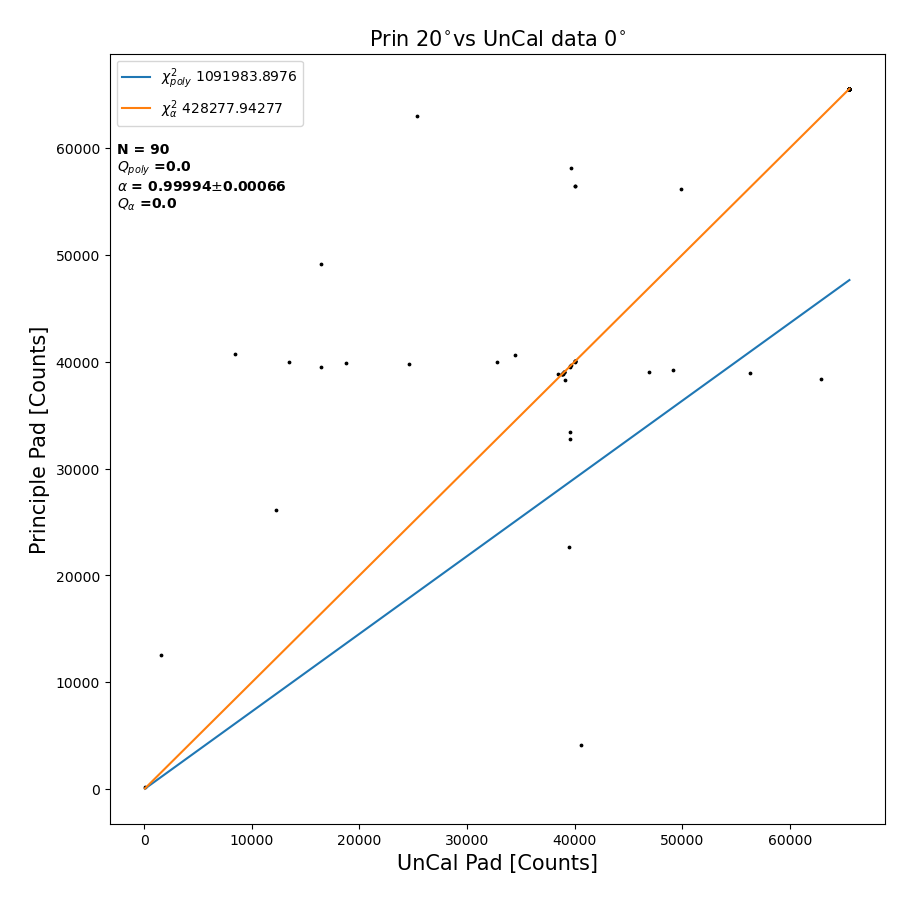 Prin 20°vs UnCal data 0°
χ²poly 1091983.8976
χ²α 428277.94277
N = 90
Qpoly =0.0
α = 0.99994±0.00066
Qα =0.0
Principle Pad [Counts]
60000
50000
40000
30000
20000
10000
0
0 10000 20000 30000 40000 50000 60000
UnCal Pad [Counts]